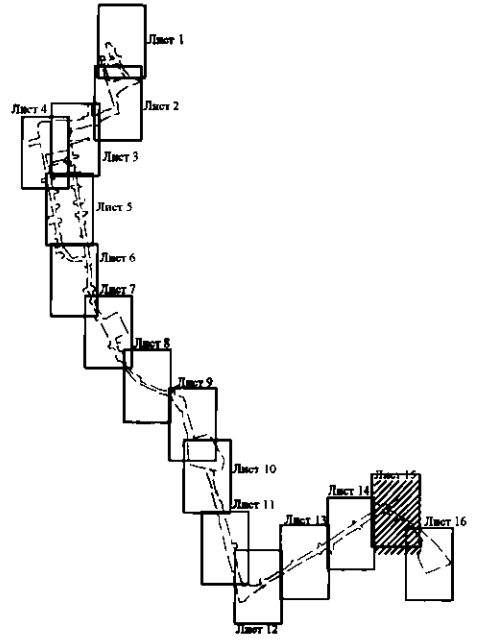 Лист 1
Лист 2
Лист 4
Лист 3
Лист 5
Лист 6
Лист 7
Лист 8
Лист 9
Лист 10
Лист 15
Лист 14
Лист 11
Лист 13
Лист 16
Лист 12